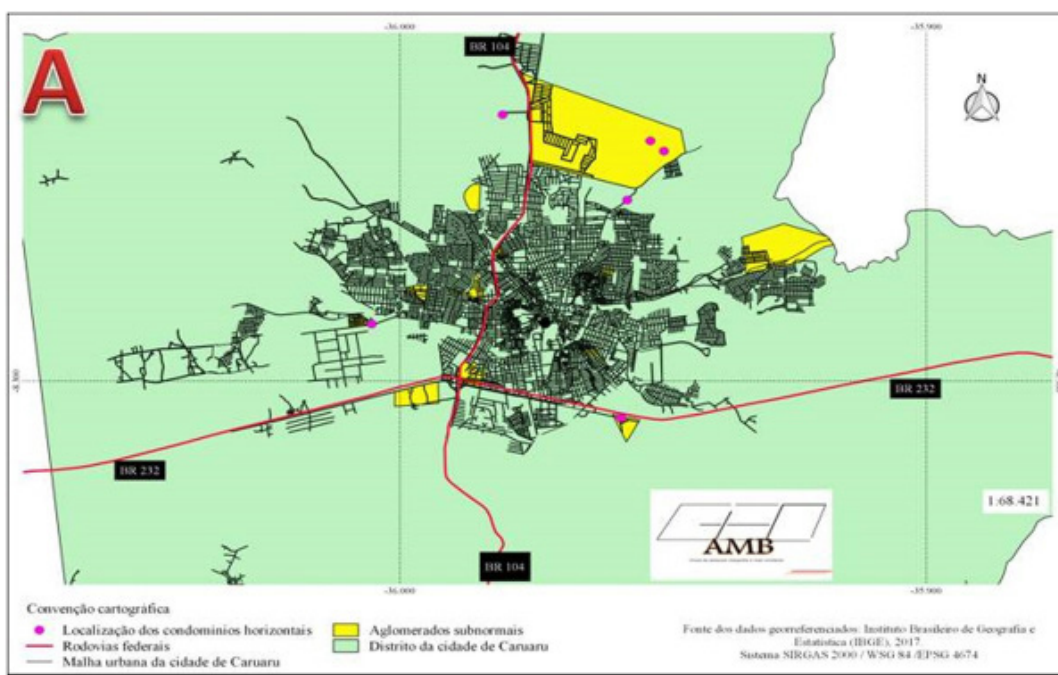 A
-36.000
-35.900
BR 104
N
BR 232
BR 232
1:68.421
AMB
BR 104
-36.000
-35.900
Convenção cartográfica
Localização dos condominios horizontais
Rodovias federais
Malha urbana da cidade de Caruaru
Aglomerados subnormais
Distrito da cidade de Caruaru
Fonte dos dados georreferenciados: Instituto Brasileiro de Geografia e
Estatística (IBGE), 2017.
Sistema SIRGAS 2000 / WSG 84 /EPSG 4674